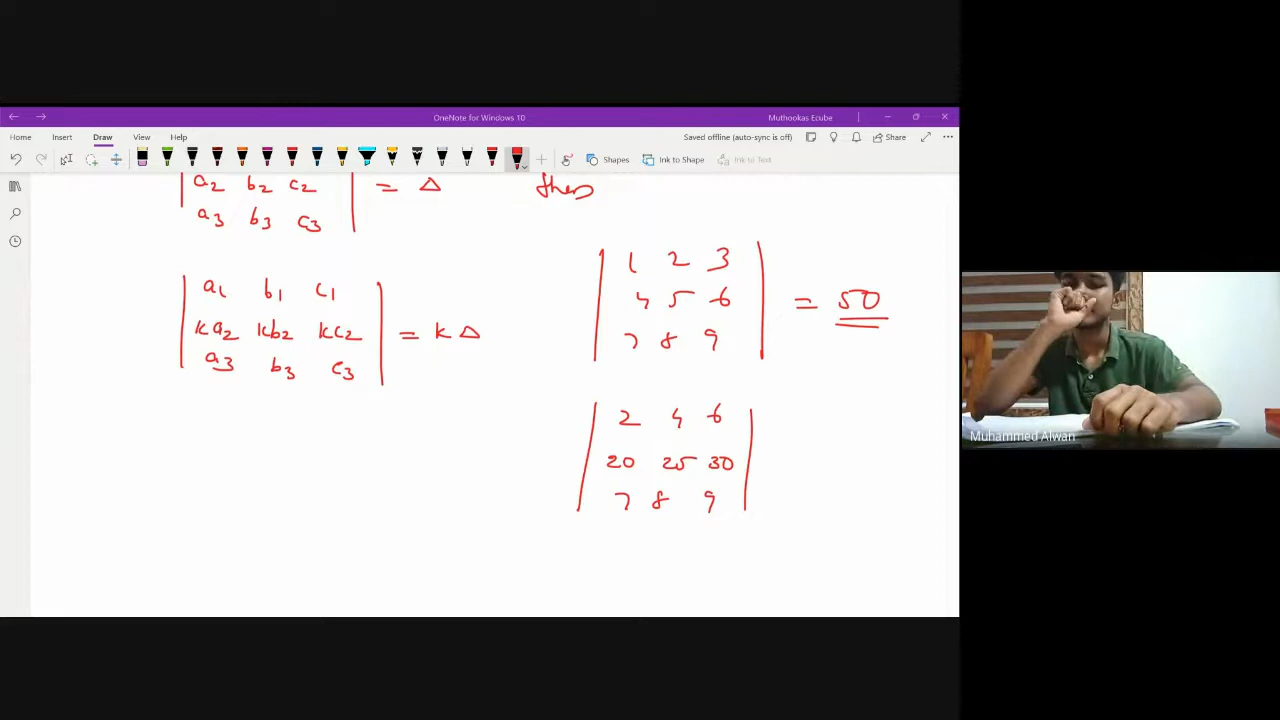 OneNote for Windows 10
Muthookas Ecube
Home Insert Draw View Help
Saved offline (auto-sync is off)
Share
Shapes
Ink to Shape
Ink to Text
a₂ b₂ c₂ = Δ
a₃ b₃ c₃
a₁ b₁ c₁
ka₂ kb₂ kc₂ = k Δ
a₃ b₃ c₃
1 2 3
4 5 6 = 50
7 8 9
2 4 6
20 25 30
7 8 9
Muhammed Alwan